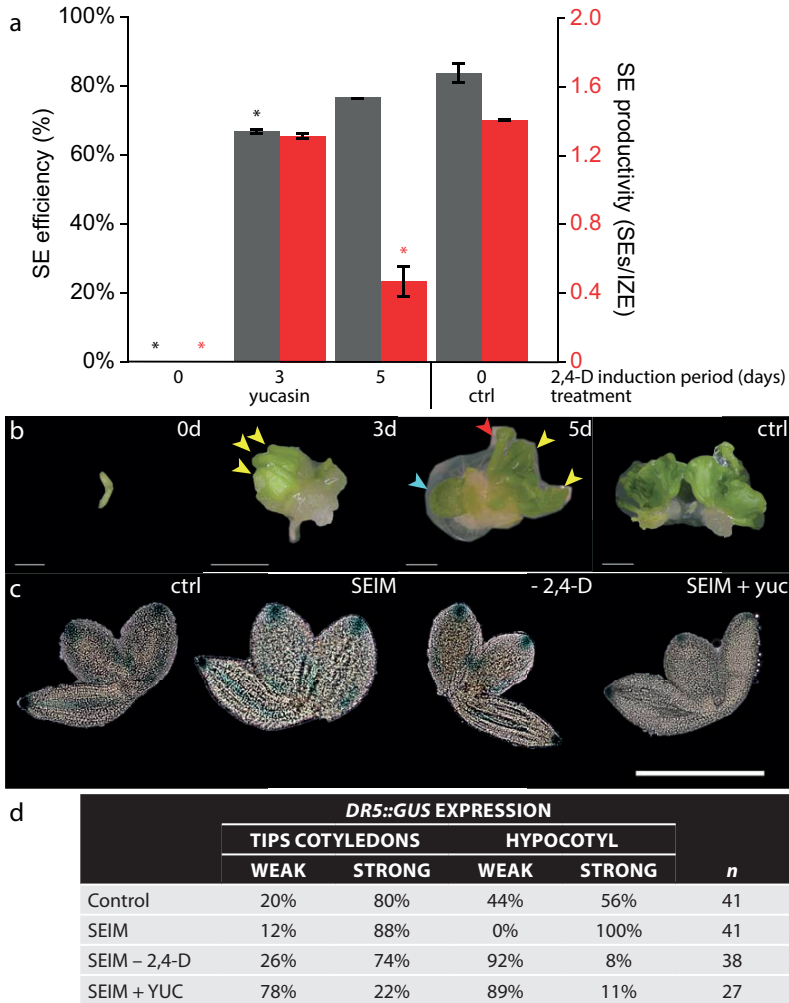 a
100%
80%
60%
40%
20%
0%
SE efficiency (%)
*
*
*
*
2.0
1.6
1.2
0.8
0.4
0
SE productivity (SEs/IZE)
0 3 5 0 2,4-D induction period (days)
yucasin ctrl treatment
b 0d 3d 5d ctrl
c ctrl SEIM - 2,4-D SEIM + yuc
d
DR5::GUS EXPRESSION
TIPS COTYLEDONS HYPOCOTYL
WEAK STRONG WEAK STRONG n
Control 20% 80% 44% 56% 41
SEIM 12% 88% 0% 100% 41
SEIM – 2,4-D 26% 74% 92% 8% 38
SEIM + YUC 78% 22% 89% 11% 27